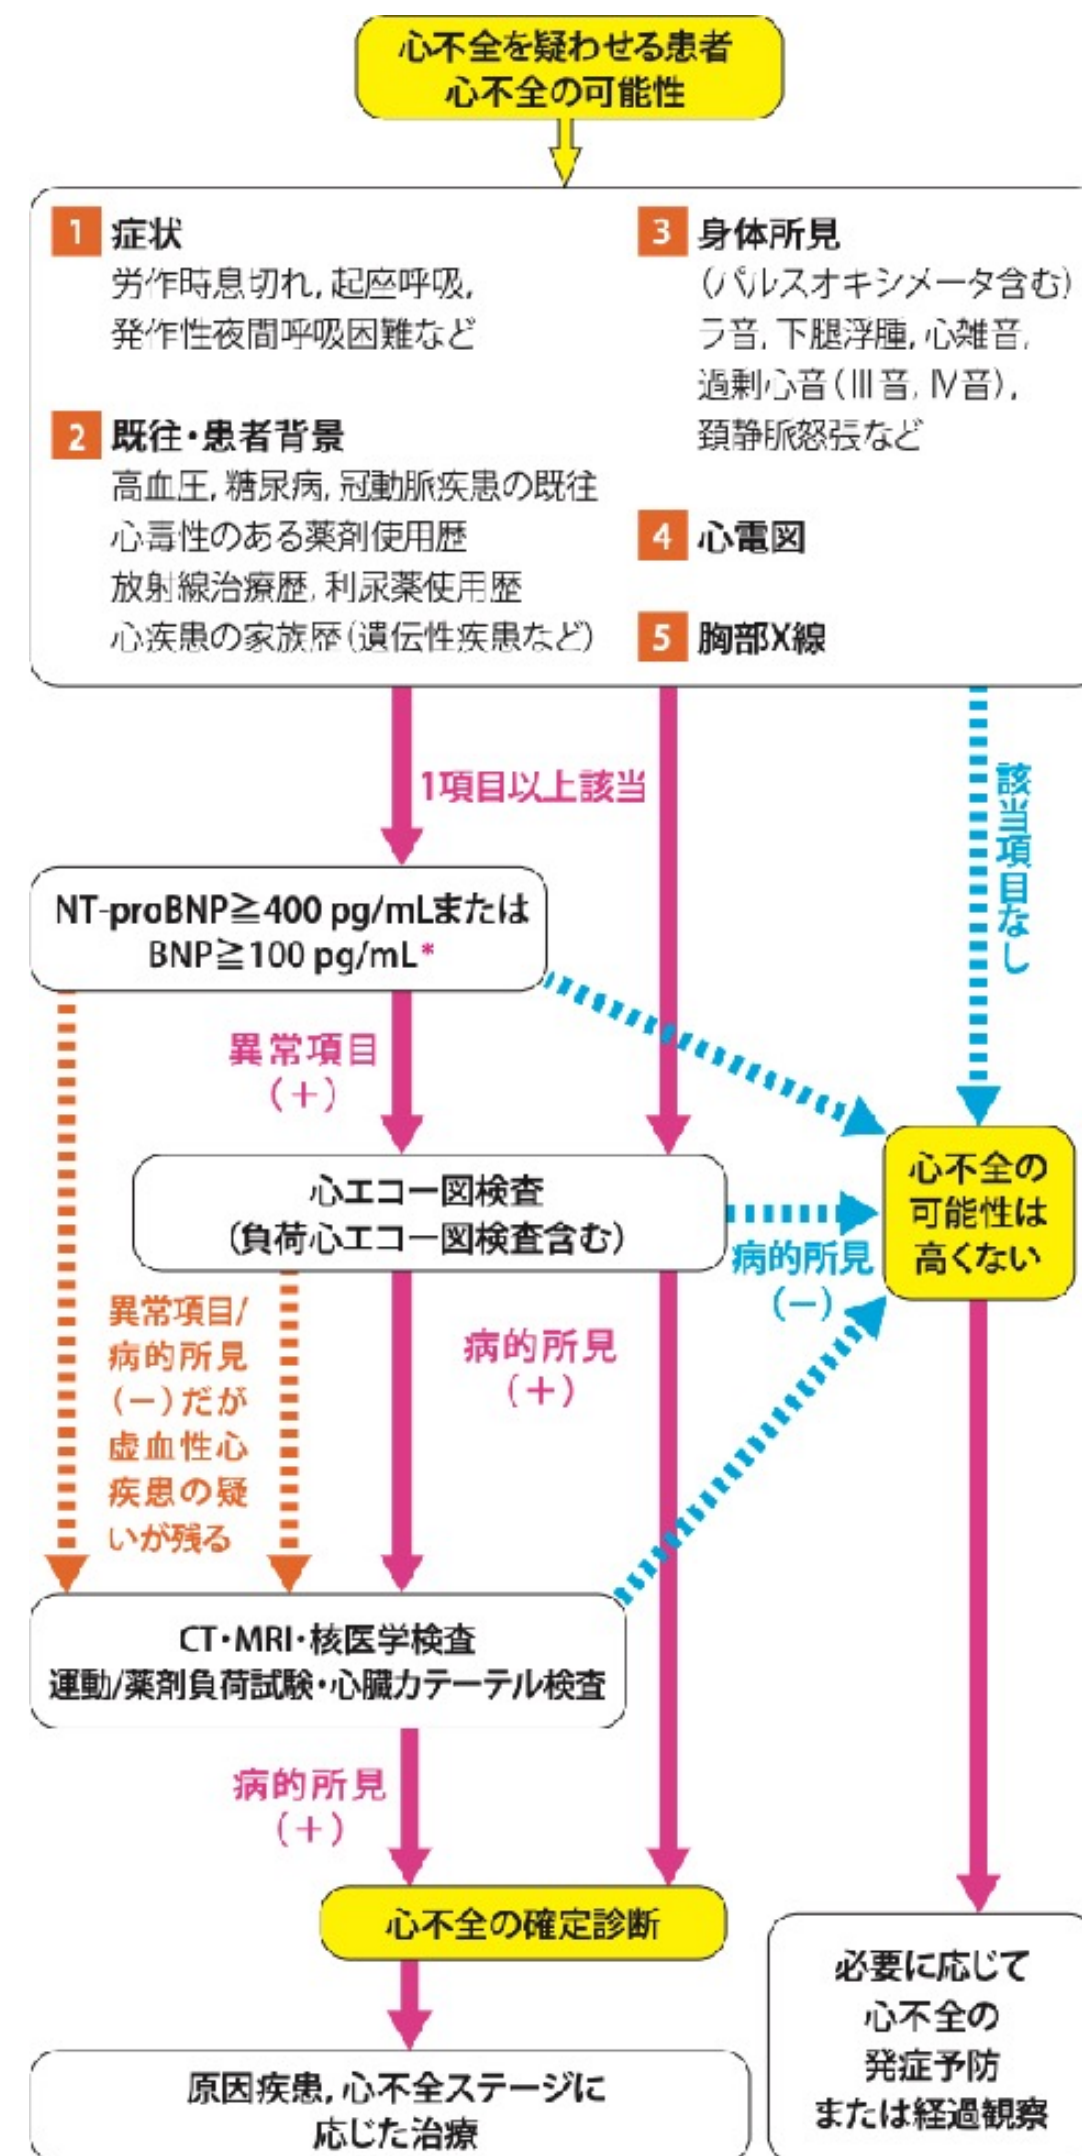 心不全を疑わせる患者
心不全の可能性
1 症状
労作時息切れ, 起座呼吸,
発作性夜間呼吸困難など
2 既往・患者背景
高血圧, 糖尿病, 冠動脈疾患の既往
心毒性のある薬剤使用歴
放射線治療歴, 利尿薬使用歴
心疾患の家族歴(遺伝性疾患など)
3 身体所見
(パルスオキシメータ含む)
ラ音, 下腿浮腫, 心雑音,
過剰心音(Ⅲ音, Ⅳ音),
頚静脈怒張など
4 心電図
5 胸部X線
1項目以上該当
該当項目なし
NT-proBNP≧400 pg/mLまたは
BNP≧100 pg/mL*
異常項目
(+)
心エコー図検査
(負荷心エコー図検査含む)
心不全の
可能性は
高くない
病的所見
(−)
異常項目/
病的所見
(−)だが
虚血性心
疾患の疑
いが残る
病的所見
(+)
CT・MRI・核医学検査
運動/薬剤負荷試験・心臓カテーテル検査
病的所見
(+)
心不全の確定診断
原因疾患, 心不全ステージに
応じた治療
必要に応じて
心不全の
発症予防
または経過観察